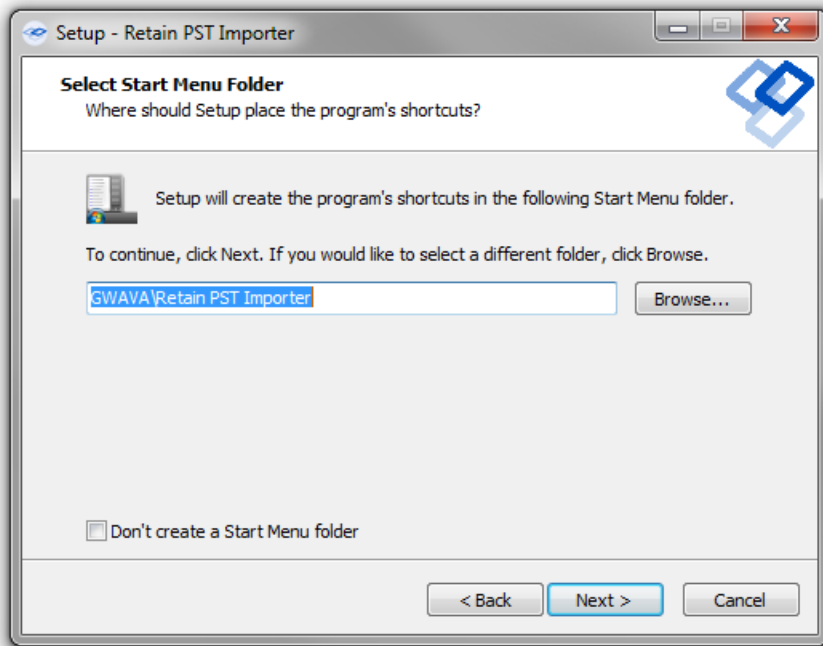 Setup - Retain PST Importer
Select Start Menu Folder
Where should Setup place the program's shortcuts?
Setup will create the program's shortcuts in the following Start Menu folder.
To continue, click Next. If you would like to select a different folder, click Browse.
GWAVA\Retain PST Importer
Browse...
Don't create a Start Menu folder
< Back
Next >
Cancel